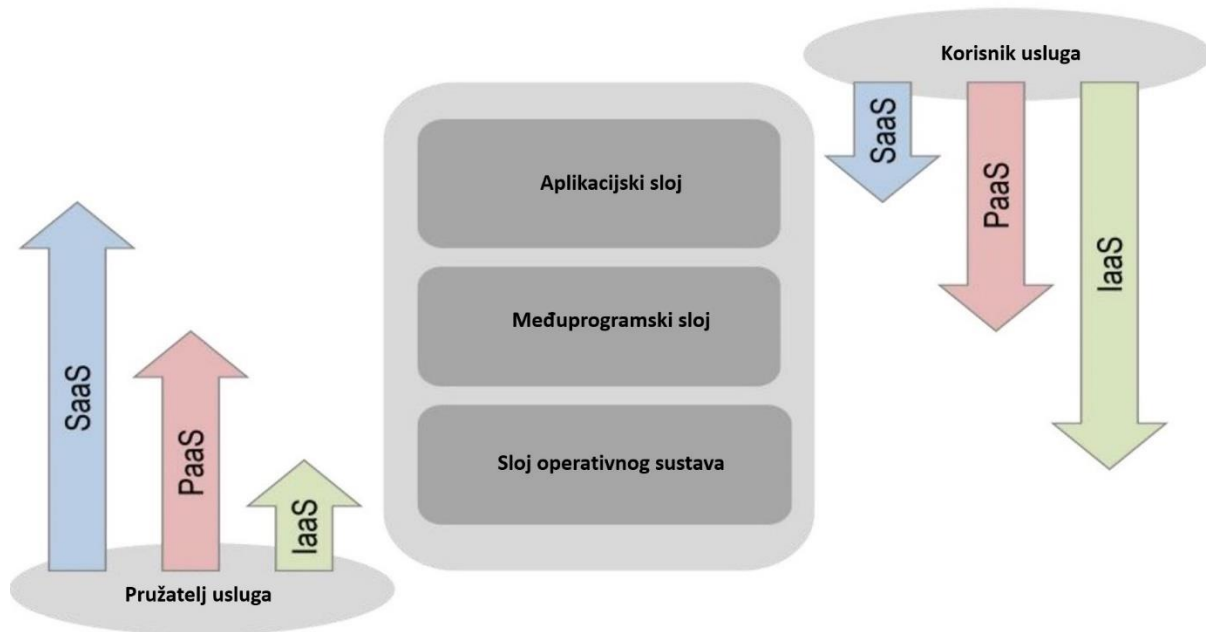 Korisnik usluga
SaaS
PaaS
IaaS
Aplikacijski sloj
Međuprogramski sloj
Sloj operativnog sustava
SaaS
PaaS
IaaS
Pružatelj usluga